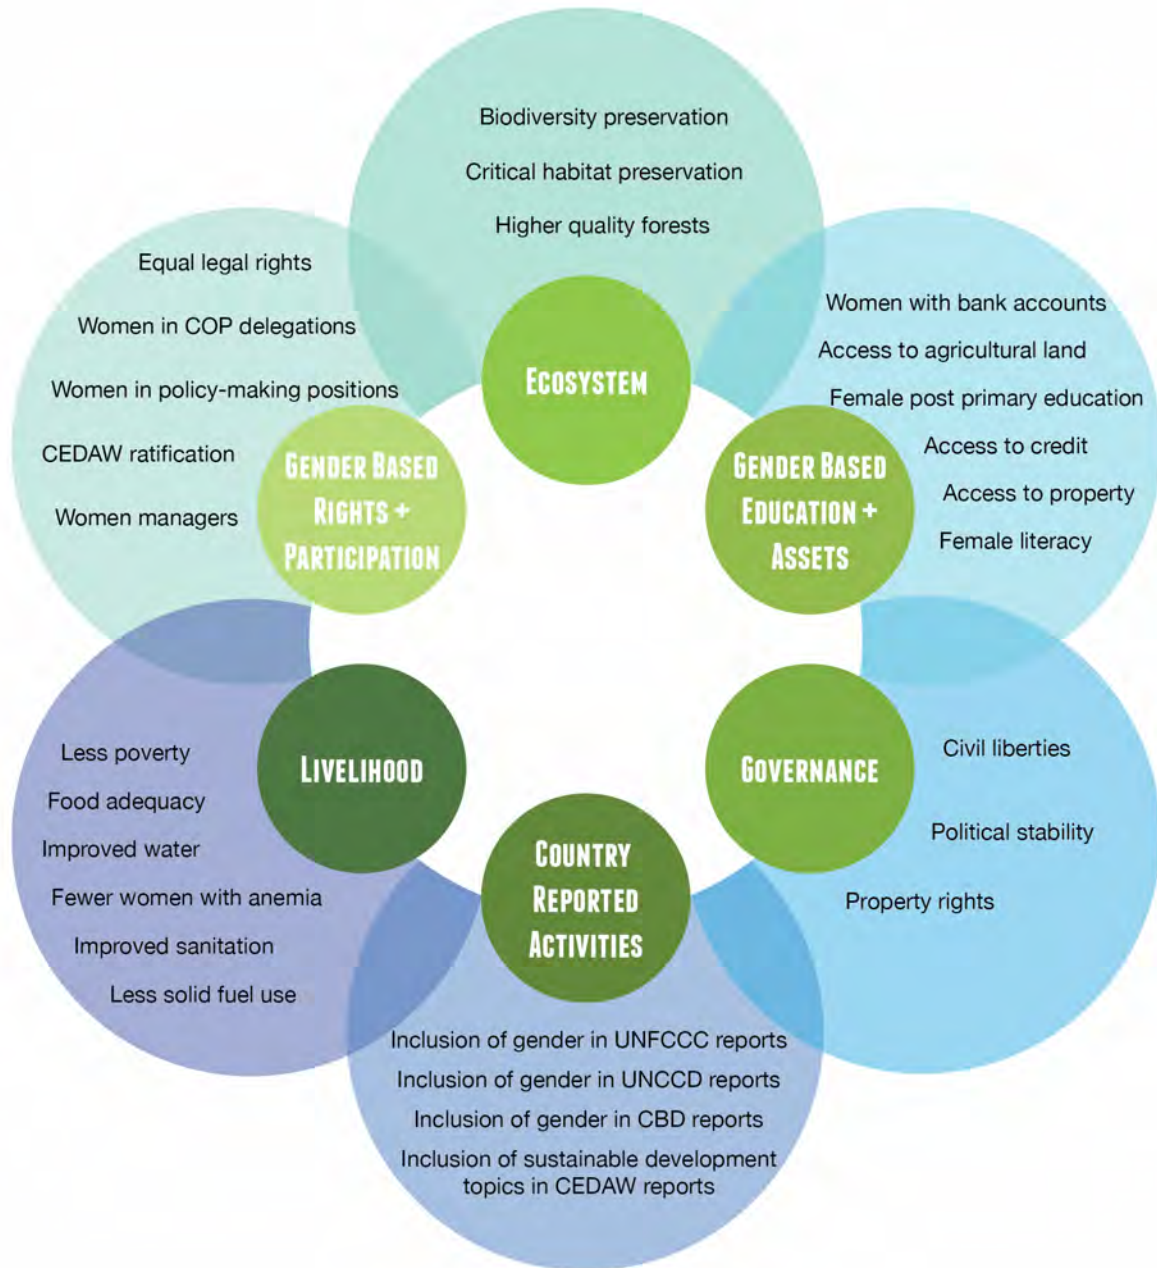 Biodiversity preservation
Critical habitat preservation
Higher quality forests
ECOSYSTEM
Women with bank accounts
Access to agricultural land
Female post primary education
Access to credit
Access to property
Female literacy
GENDER BASED
EDUCATION +
ASSETS
Civil liberties
Political stability
Property rights
GOVERNANCE
COUNTRY
REPORTED
ACTIVITIES
Inclusion of gender in UNFCCC reports
Inclusion of gender in UNCCD reports
Inclusion of gender in CBD reports
Inclusion of sustainable development
topics in CEDAW reports
LIVELIHOOD
Less poverty
Food adequacy
Improved water
Fewer women with anemia
Improved sanitation
Less solid fuel use
Equal legal rights
Women in COP delegations
Women in policy-making positions
CEDAW ratification
Women managers
GENDER BASED
RIGHTS +
PARTICIPATION